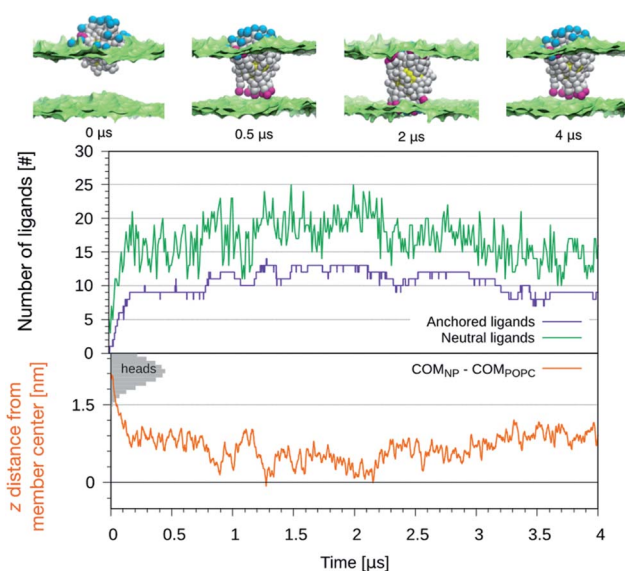 0 µs
0.5 µs
2 µs
4 µs
Number of ligands [#]
30
25
20
15
10
5
0
Anchored ligands
Neutral ligands
heads
COM_NP - COM_POPC
z distance from
member center [nm]
1.5
0
0 0.5 1 1.5 2 2.5 3 3.5 4
Time [µs]